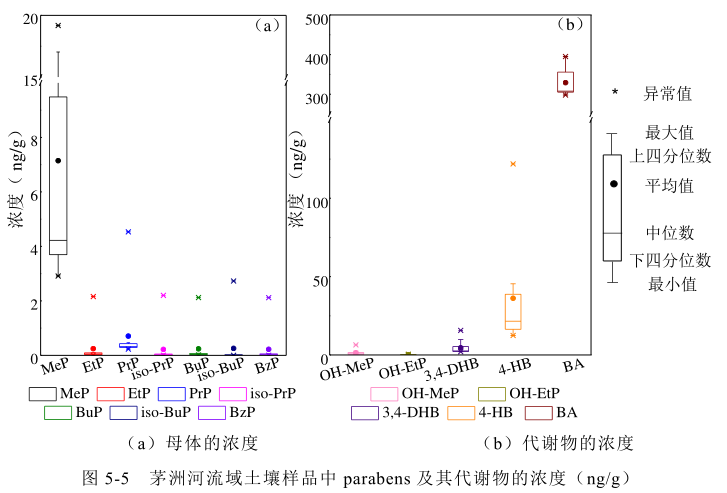 (a)
(b)
20
15
8
6
4
2
0
浓度（ng/g）
MeP
EtP
PrP
iso-PrP
BuP
iso-BuP
BzP
500
400
300
100
50
0
浓度（ng/g）
OH-MeP
OH-EtP
3,4-DHB
4-HB
BA
* 异常值
最大值
上四分位数
平均值
中位数
下四分位数
最小值
MeP EtP PrP iso-PrP
BuP iso-BuP BzP
OH-MeP OH-EtP
3,4-DHB 4-HB BA
（a）母体的浓度
（b）代谢物的浓度
图 5-5 茅洲河流域土壤样品中 parabens 及其代谢物的浓度（ng/g）